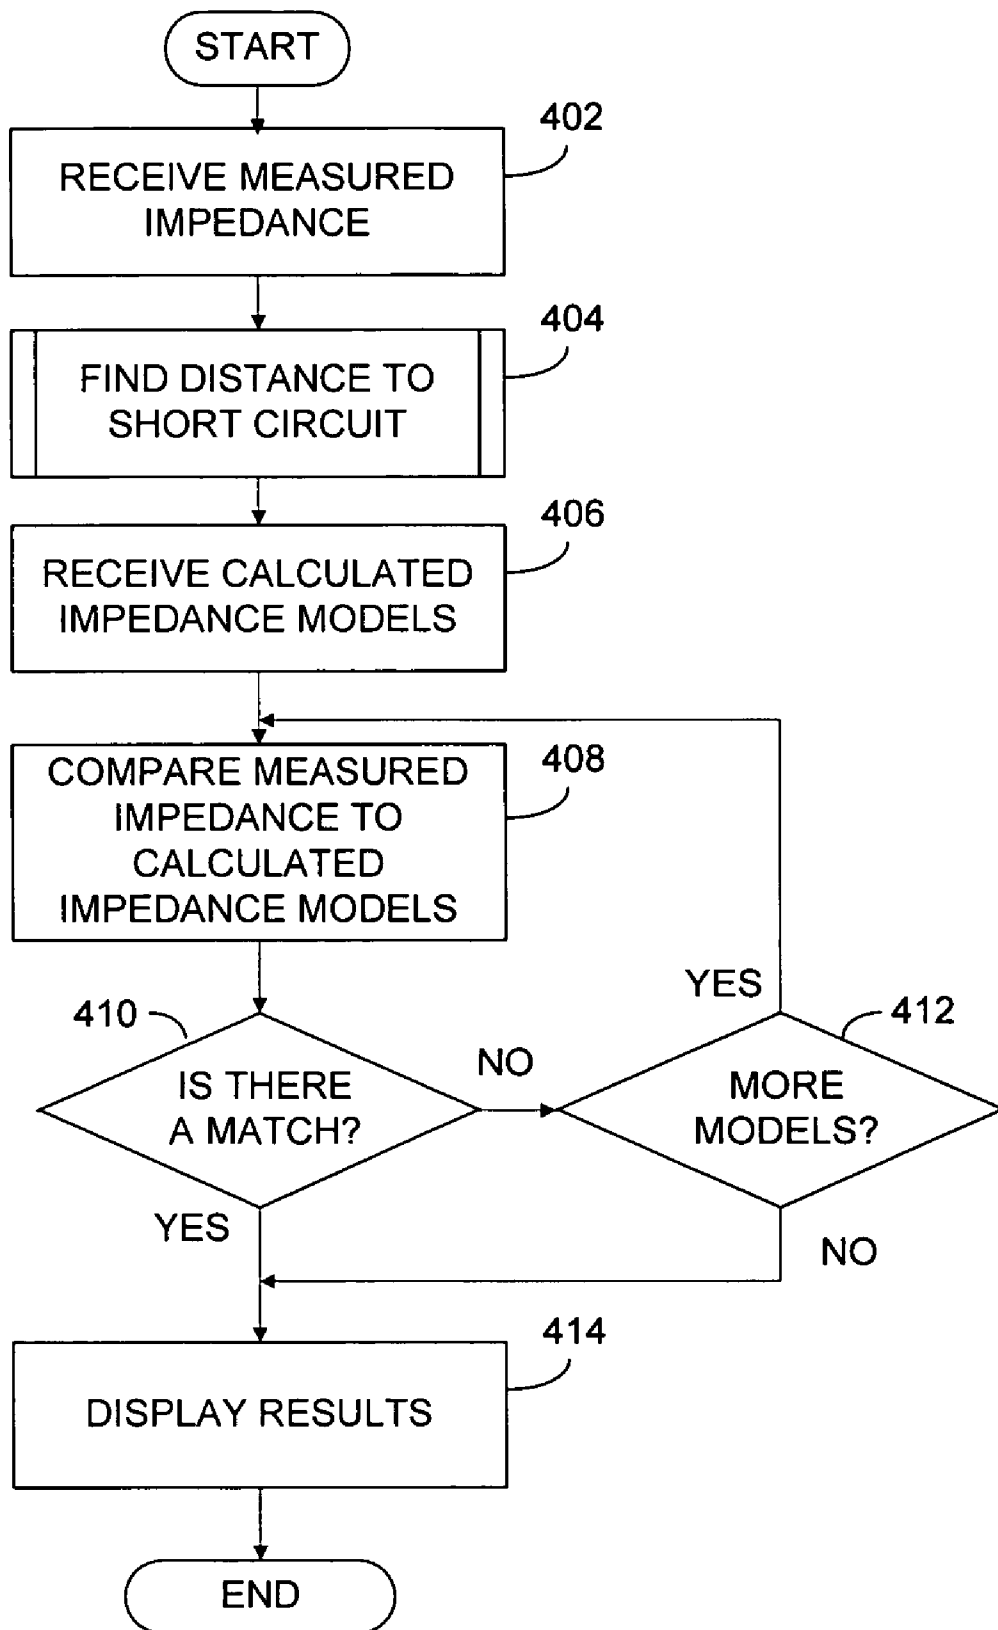 START
402
RECEIVE MEASURED
IMPEDANCE
404
FIND DISTANCE TO
SHORT CIRCUIT
406
RECEIVE CALCULATED
IMPEDANCE MODELS
408
COMPARE MEASURED
IMPEDANCE TO
CALCULATED
IMPEDANCE MODELS
410
IS THERE
A MATCH?
NO
YES
412
MORE
MODELS?
YES
NO
414
DISPLAY RESULTS
END